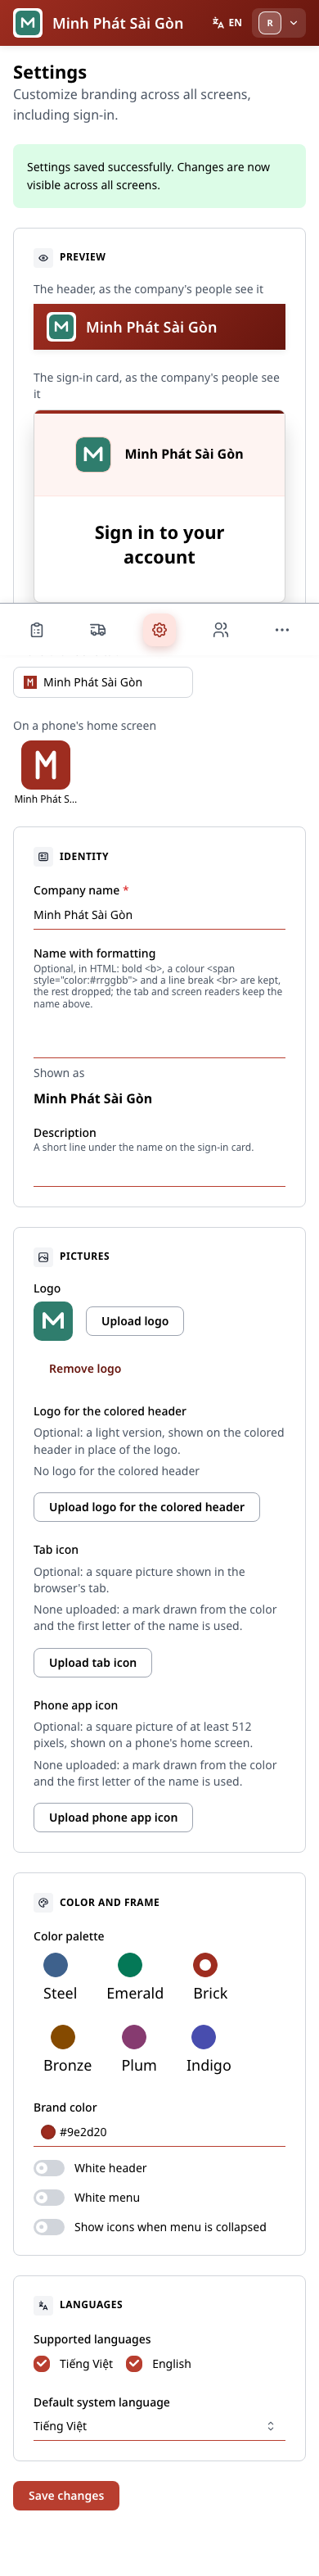 Minh Phát Sài Gòn
EN
R
Settings
Customize branding across all screens,
including sign-in.
Settings saved successfully. Changes are now
visible across all screens.
PREVIEW
The header, as the company's people see it
Minh Phát Sài Gòn
The sign-in card, as the company's people see
it
Minh Phát Sài Gòn
Sign in to your
account
M Minh Phát Sài Gòn
On a phone's home screen
M
Minh Phát S...
IDENTITY
Company name *
Minh Phát Sài Gòn
Name with formatting
Optional, in HTML: bold <b>, a colour <span
style="color:#rrggbb"> and a line break <br> are kept,
the rest dropped; the tab and screen readers keep the
name above.
Shown as
Minh Phát Sài Gòn
Description
A short line under the name on the sign-in card.
PICTURES
Logo
M
Upload logo
Remove logo
Logo for the colored header
Optional: a light version, shown on the colored
header in place of the logo.
No logo for the colored header
Upload logo for the colored header
Tab icon
Optional: a square picture shown in the
browser's tab.
None uploaded: a mark drawn from the color
and the first letter of the name is used.
Upload tab icon
Phone app icon
Optional: a square picture of at least 512
pixels, shown on a phone's home screen.
None uploaded: a mark drawn from the color
and the first letter of the name is used.
Upload phone app icon
COLOR AND FRAME
Color palette
Steel Emerald Brick
Bronze Plum Indigo
Brand color
#9e2d20
White header
White menu
Show icons when menu is collapsed
LANGUAGES
Supported languages
Tiếng Việt English
Default system language
Tiếng Việt
Save changes